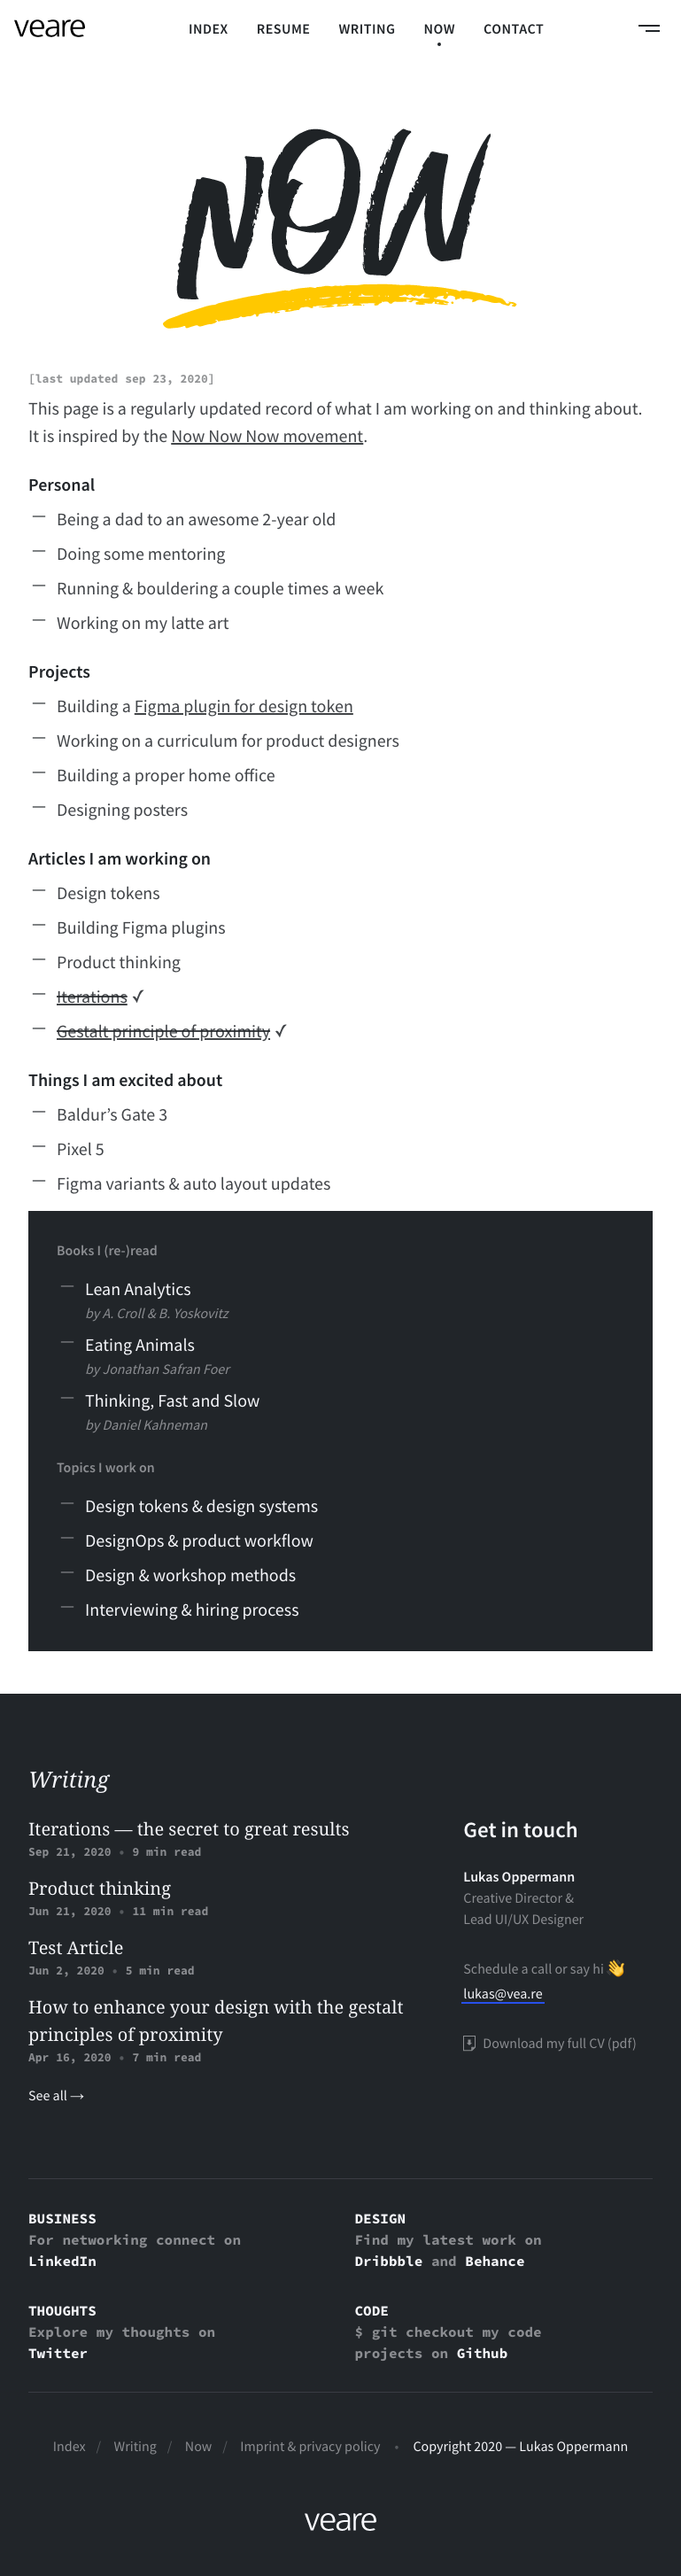 veare
INDEX RESUME WRITING NOW CONTACT
NOW
[last updated sep 23, 2020]
This page is a regularly updated record of what I am working on and thinking about.
It is inspired by the Now Now Now movement.
Personal
— Being a dad to an awesome 2-year old
— Doing some mentoring
— Running & bouldering a couple times a week
— Working on my latte art
Projects
— Building a Figma plugin for design token
— Working on a curriculum for product designers
— Building a proper home office
— Designing posters
Articles I am working on
— Design tokens
— Building Figma plugins
— Product thinking
— Iterations ✓
— Gestalt principle of proximity ✓
Things I am excited about
— Baldur’s Gate 3
— Pixel 5
— Figma variants & auto layout updates
Books I (re-)read
— Lean Analytics
by A. Croll & B. Yoskovitz
— Eating Animals
by Jonathan Safran Foer
— Thinking, Fast and Slow
by Daniel Kahneman
Topics I work on
— Design tokens & design systems
— DesignOps & product workflow
— Design & workshop methods
— Interviewing & hiring process
Writing
Iterations — the secret to great results
Sep 21, 2020 • 9 min read
Product thinking
Jun 21, 2020 • 11 min read
Test Article
Jun 2, 2020 • 5 min read
How to enhance your design with the gestalt
principles of proximity
Apr 16, 2020 • 7 min read
See all →
Get in touch
Lukas Oppermann
Creative Director &
Lead UI/UX Designer
Schedule a call or say hi 👋
lukas@vea.re
Download my full CV (pdf)
BUSINESS
For networking connect on
LinkedIn
DESIGN
Find my latest work on
Dribbble and Behance
THOUGHTS
Explore my thoughts on
Twitter
CODE
$ git checkout my code
projects on Github
Index / Writing / Now / Imprint & privacy policy • Copyright 2020 — Lukas Oppermann
veare